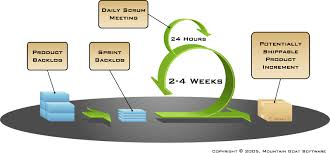 DAILY SCRUM
MEETING
24 HOURS
PRODUCT
BACKLOG
SPRINT
BACKLOG
2-4 WEEKS
POTENTIALLY
SHIPPABLE
PRODUCT
INCREMENT
COPYRIGHT © 2005, MOUNTAIN GOAT SOFTWARE